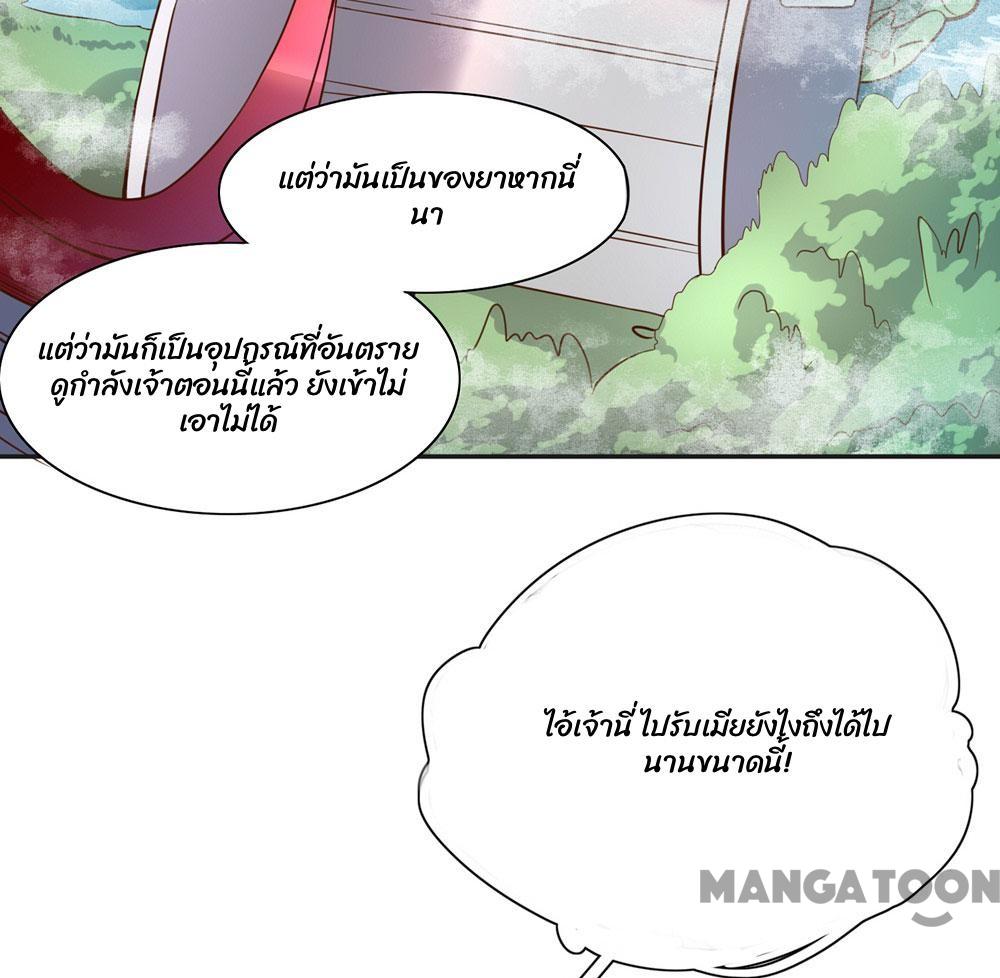 แต่ว่ามันเป็นของยาหากนี่
นา
แต่ว่ามันก็เป็นอุปกรณ์ที่อันตราย
ดูกำลังเจ้าตอนนี้แล้ว ยังเข้าไม่
เอาไม่ได้
ไอ้เจ้านี่ ไปรับเมียยังไงถึงได้ไป
นานขนาดนี้!
MANGATOON